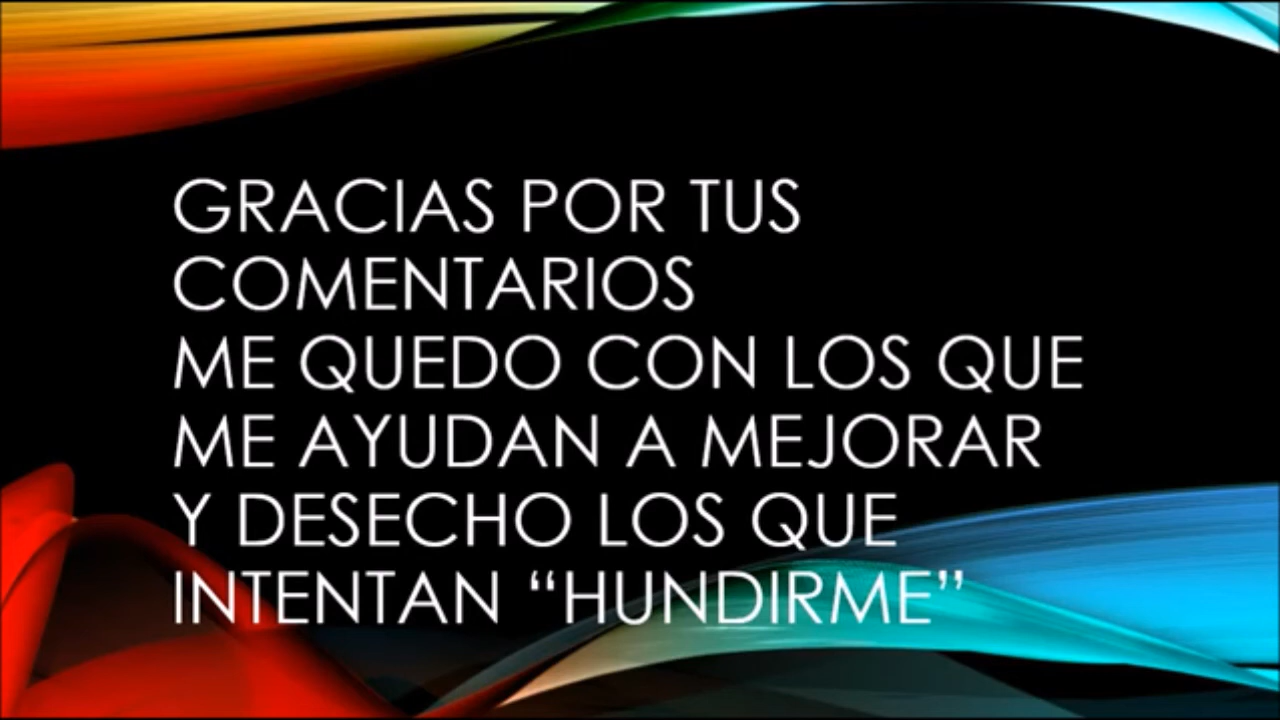 GRACIAS POR TUS
COMENTARIOS
ME QUEDO CON LOS QUE
ME AYUDAN A MEJORAR
Y DESECHO LOS QUE
INTENTAN “HUNDIRME”